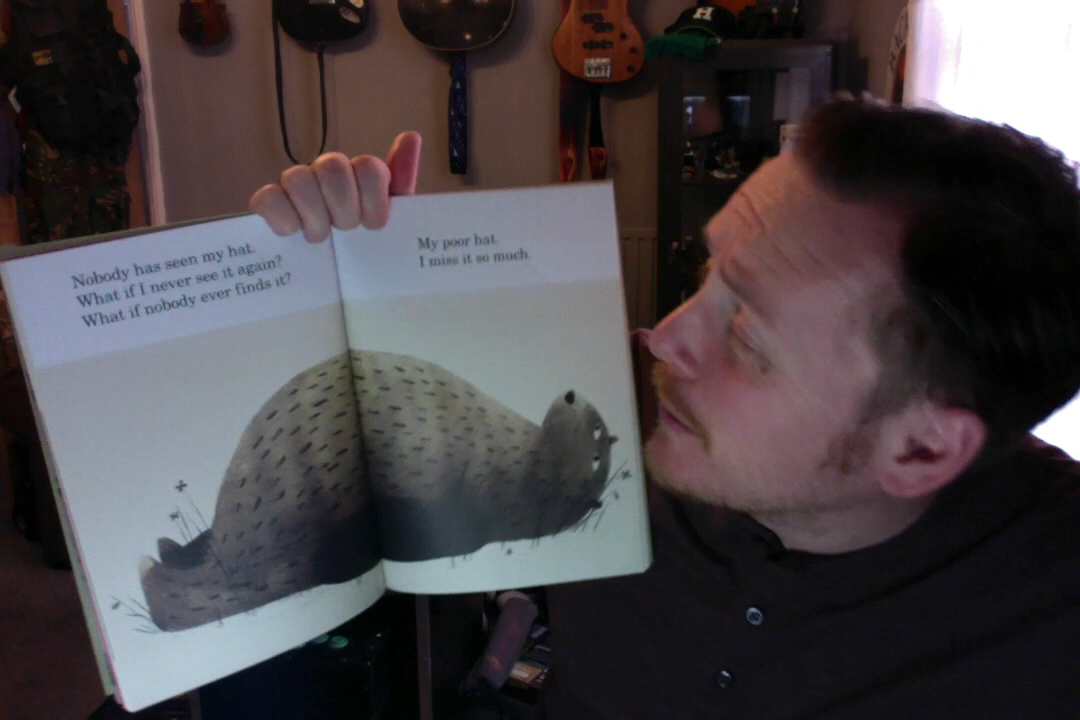 Nobody has seen my hat.
What if I never see it again?
What if nobody ever finds it?
My poor hat.
I miss it so much.
H